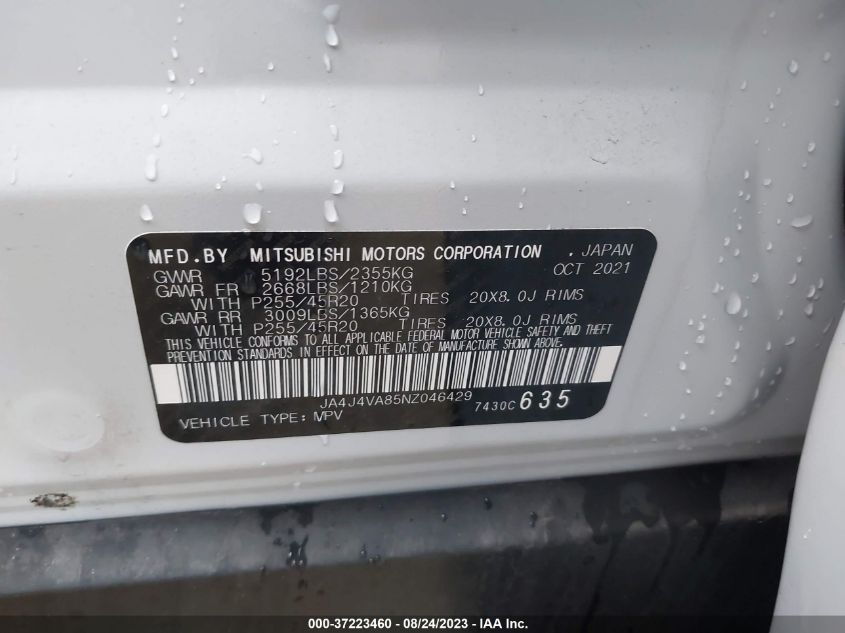 MFD.BY MITSUBISHI MOTORS CORPORATION . JAPAN
GVWR 5192LBS/2355KG OCT 2021
GAWR FR 2668LBS/1210KG
WITH P255/45R20 TIRES 20X8.0J RIMS
GAWR RR 3009LBS/1365KG
WITH P255/45R20 TIRES 20X8.0J RIMS
THIS VEHICLE CONFORMS TO ALL APPLICABLE FEDERAL MOTOR VEHICLE SAFETY AND THEFT
PREVENTION STANDARDS IN EFFECT ON THE DATE OF MANUFACTURE SHOWN ABOVE.
JA4J4VA85NZ046429 7430C 635
VEHICLE TYPE: MPV
000-37223460 - 08/24/2023 - IAA Inc.